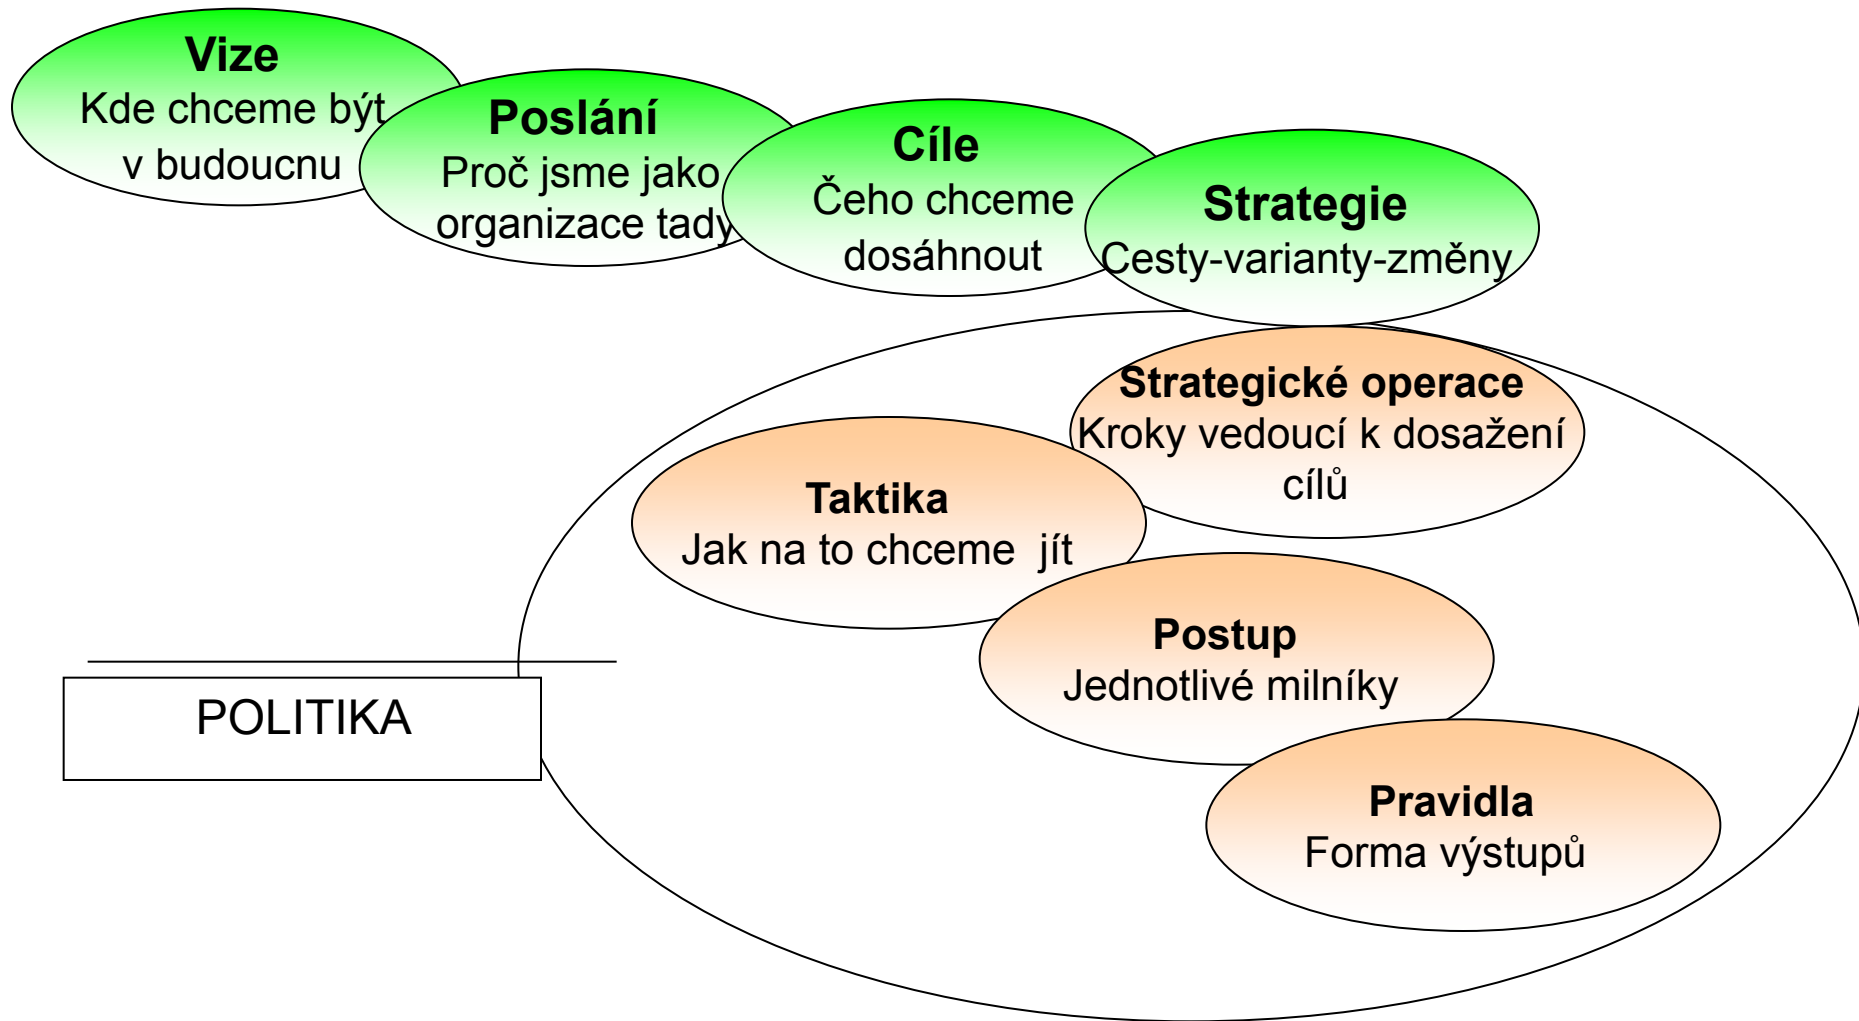 Vize
Kde chceme být
v budoucnu
Poslání
Proč jsme jako
organizace tady
Cíle
Čeho chceme
dosáhnout
Strategie
Cesty-varianty-změny
Strategické operace
Kroky vedoucí k dosažení
cílů
Taktika
Jak na to chceme  jít
Postup
Jednotlivé milníky
POLITIKA
Pravidla
Forma výstupů